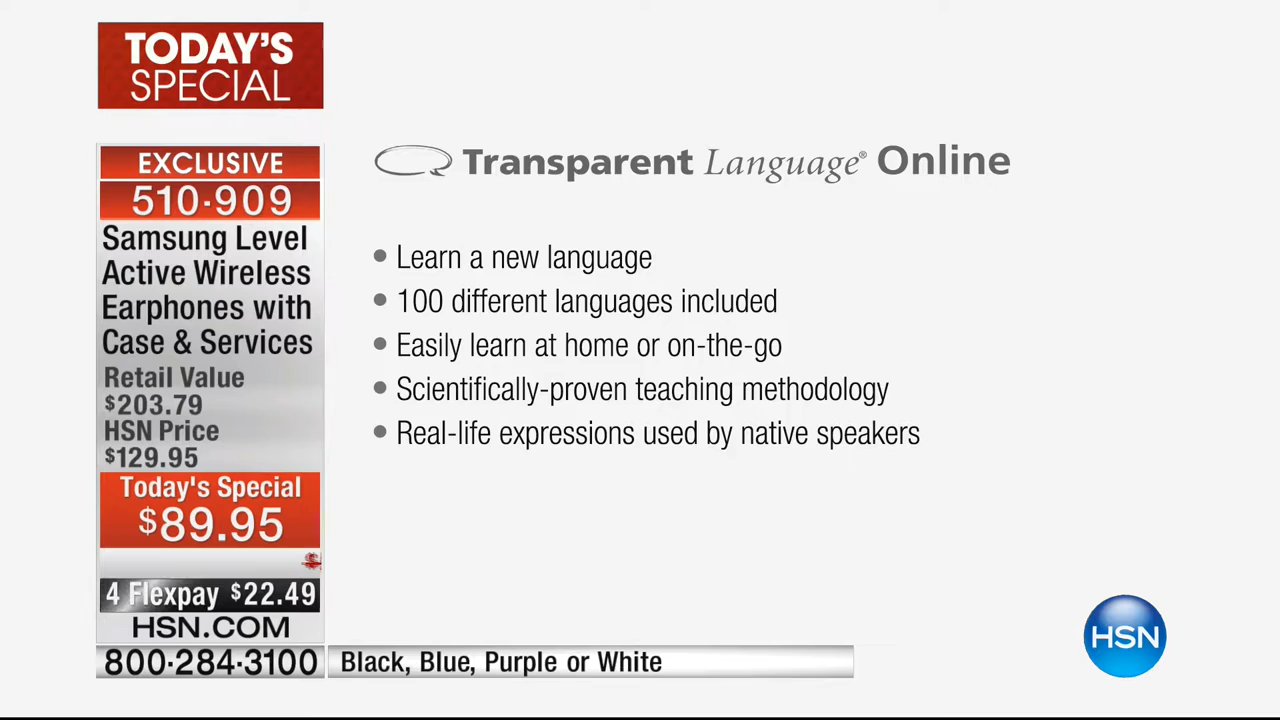 TODAY'S
SPECIAL
EXCLUSIVE
510·909
Samsung Level
Active Wireless
Earphones with
Case & Services
Retail Value
$203.79
HSN Price
$129.95
Today's Special
$89.95
4 Flexpay $22.49
HSN.COM
800·284·3100
Black, Blue, Purple or White
Transparent Language® Online
• Learn a new language
• 100 different languages included
• Easily learn at home or on-the-go
• Scientifically-proven teaching methodology
• Real-life expressions used by native speakers
HSN